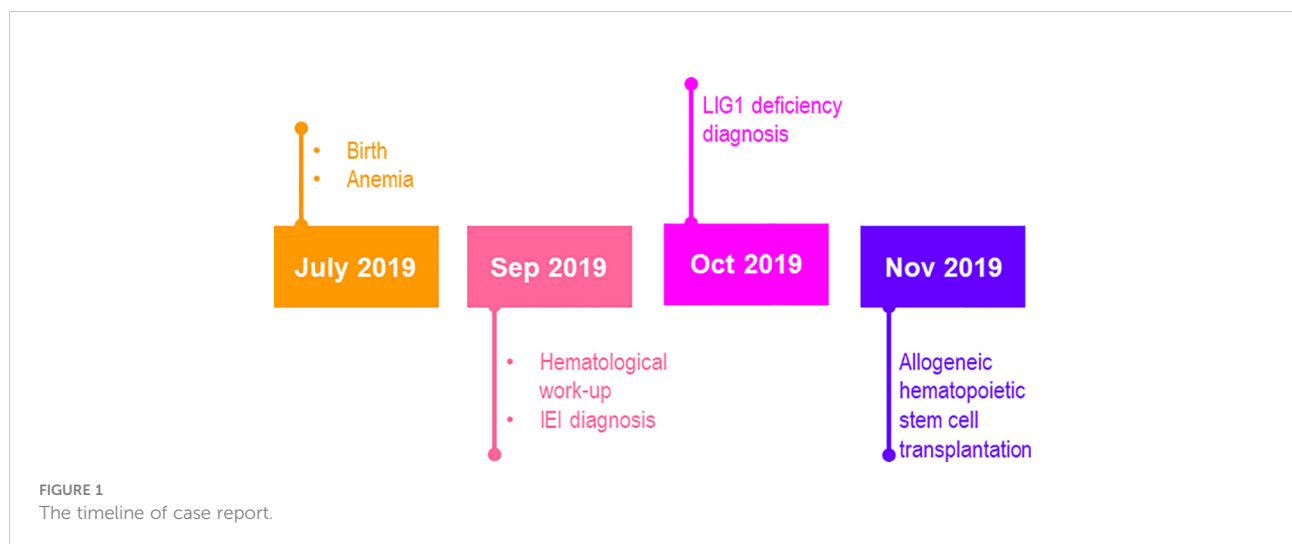 • Birth
• Anemia
LIG1 deficiency
diagnosis
July 2019
Sep 2019
Oct 2019
Nov 2019
• Hematological
work-up
• IEI diagnosis
Allogeneic
hematopoietic
stem cell
transplantation
FIGURE 1
The timeline of case report.